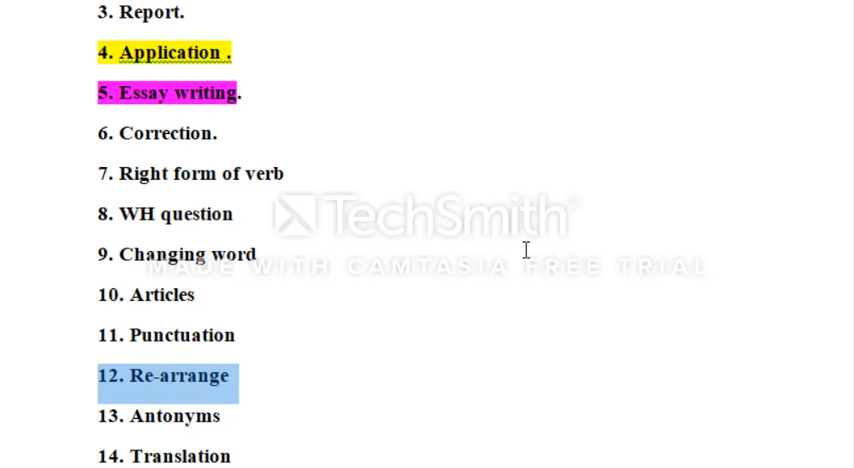 3. Report.
4. Application .
5. Essay writing.
6. Correction.
7. Right form of verb
8. WH question
TechSmith®
9. Changing word
MADE WITH CAMTASIA FREE TRIAL
10. Articles
11. Punctuation
12. Re-arrange
13. Antonyms
14. Translation